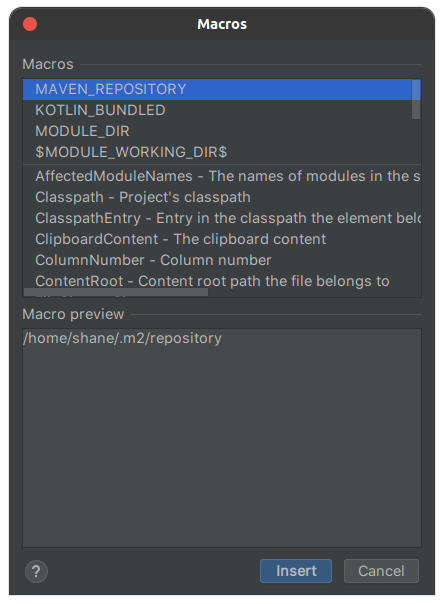 Macros
Macros
MAVEN_REPOSITORY
KOTLIN_BUNDLED
MODULE_DIR
$MODULE_WORKING_DIR$
AffectedModuleNames - The names of modules in the s
Classpath - Project's classpath
ClasspathEntry - Entry in the classpath the element belo
ClipboardContent - The clipboard content
ColumnNumber - Column number
ContentRoot - Content root path the file belongs to
Macro preview
/home/shane/.m2/repository
?
Insert
Cancel